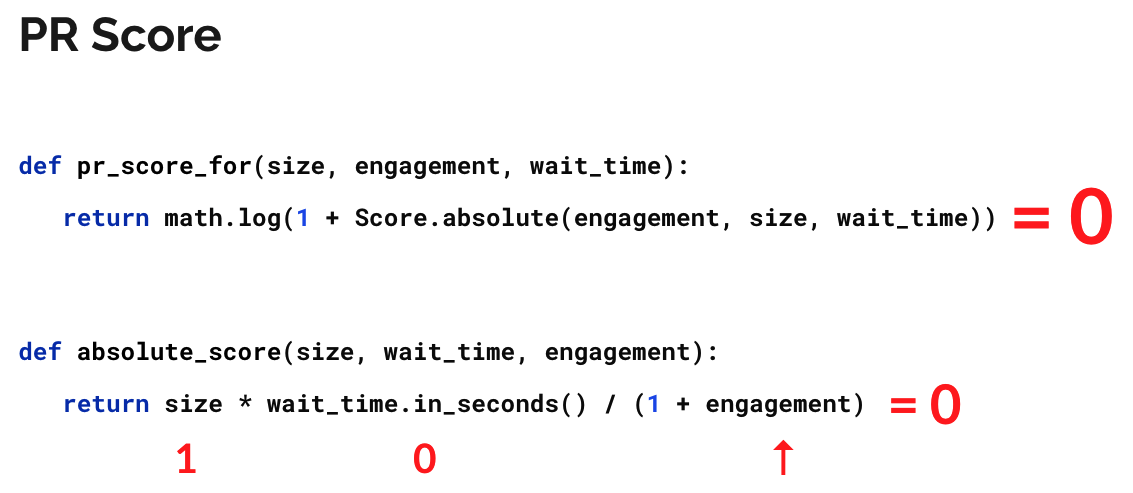 PR Score
def pr_score_for(size, engagement, wait_time):
return math.log(1 + Score.absolute(engagement, size, wait_time)) = 0
def absolute_score(size, wait_time, engagement):
return size * wait_time.in_seconds() / (1 + engagement) = 0
1 0 ↑